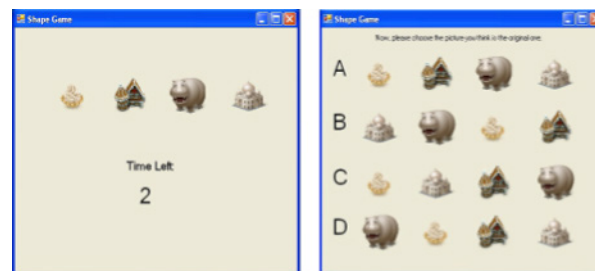 Shape Game
Time Left:
2
Shape Game
Now, please choose the picture you think is the original one.
A
B
C
D